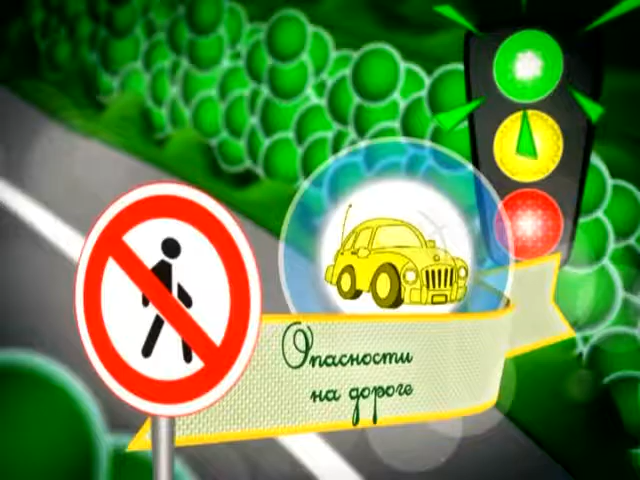 Опасности
на дороге